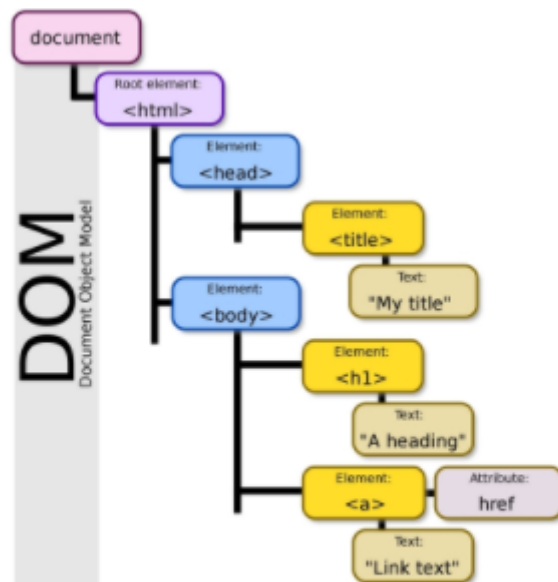 document
Root element:
<html>
Element:
<head>
Element:
<title>
Text:
"My title"
Element:
<body>
Element:
<h1>
Text:
"A heading"
Element:
<a>
Attribute:
href
Text:
"Link text"
DOM
Document Object Model